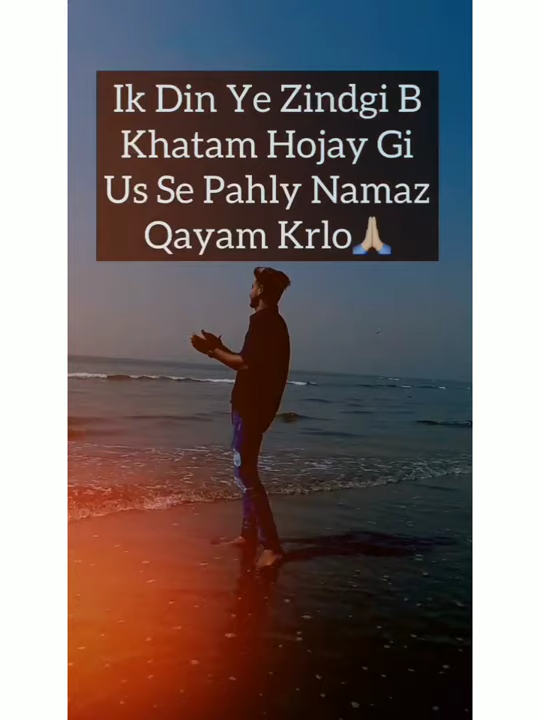 Ik Din Ye Zindgi B
Khatam Hojay Gi
Us Se Pahly Namaz
Qayam Krlo🙏🏻